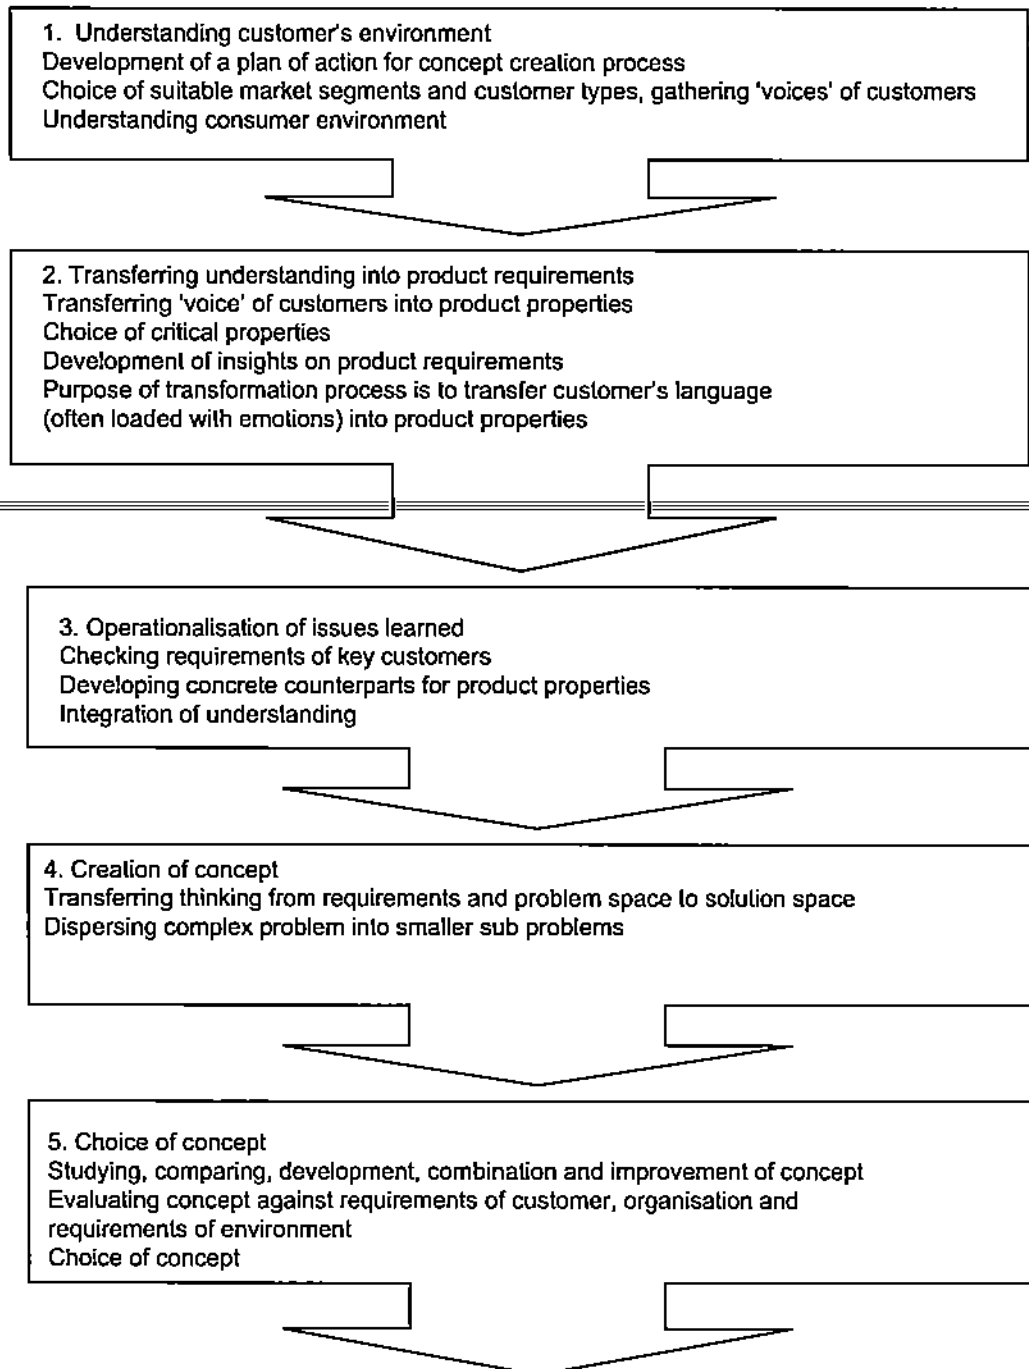 1. Understanding customer's environment
Development of a plan of action for concept creation process
Choice of suitable market segments and customer types, gathering 'voices' of customers
Understanding consumer environment
2. Transferring understanding into product requirements
Transferring 'voice' of customers into product properties
Choice of critical properties
Development of insights on product requirements
Purpose of transformation process is to transfer customer's language
(often loaded with emotions) into product properties
3. Operationalisation of issues learned
Checking requirements of key customers
Developing concrete counterparts for product properties
Integration of understanding
4. Creation of concept
Transferring thinking from requirements and problem space to solution space
Dispersing complex problem into smaller sub problems
5. Choice of concept
Studying, comparing, development, combination and improvement of concept
Evaluating concept against requirements of customer, organisation and
requirements of environment
Choice of concept